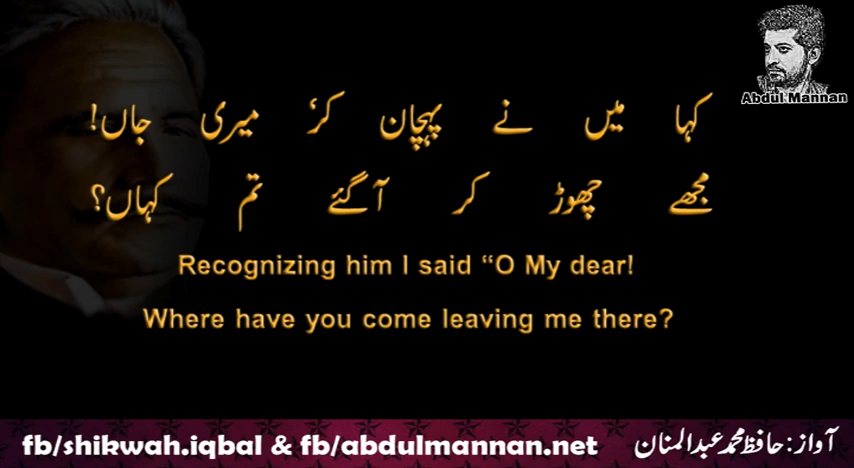 Abdul.Mannan
کہا میں نے پہچان کر، میری جاں!
مجھے چھوڑ کر آ گئے تم کہاں؟
Recognizing him I said “O My dear!
Where have you come leaving me there?
fb/shikwah.iqbal & fb/abdulmannan.net
آواز: حافظ محمد عبدالمنان